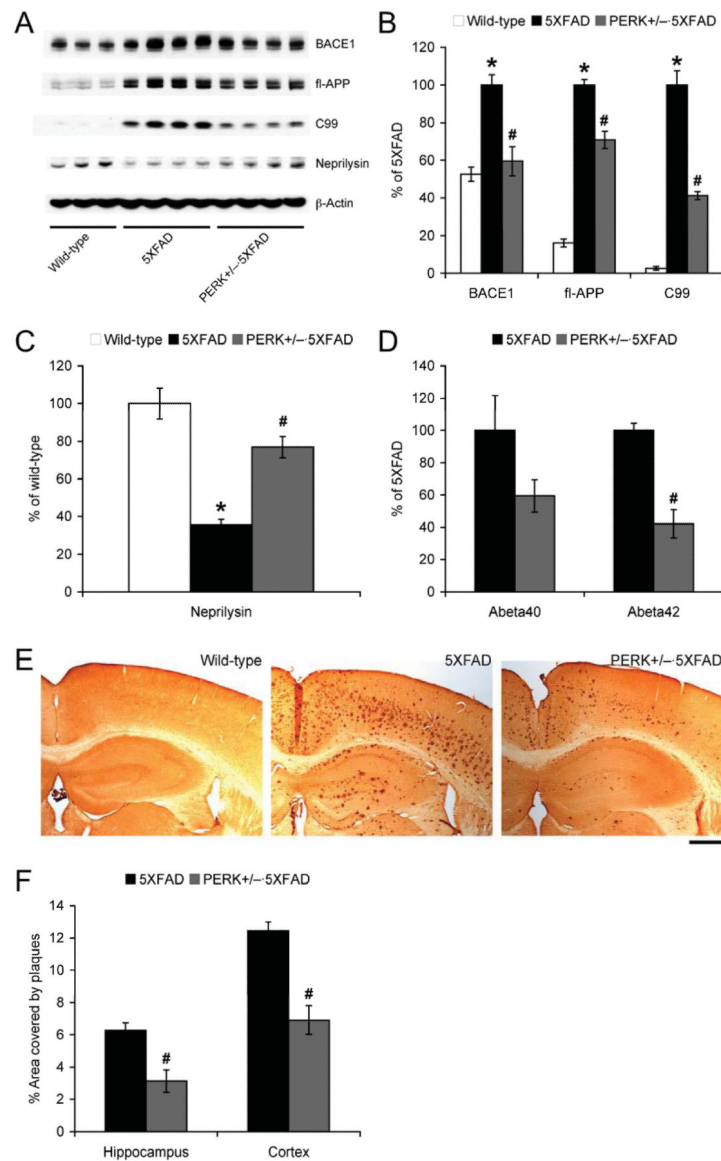 A
BACE1
fl-APP
C99
Neprilysin
β-Actin
Wild-type
5XFAD
PERK+/–·5XFAD
B
Wild-type 5XFAD PERK+/–·5XFAD
% of 5XFAD
120
100
80
60
40
20
0
* # * # * #
BACE1 fl-APP C99
C
Wild-type 5XFAD PERK+/–·5XFAD
% of wild-type
120
100
80
60
40
20
0
* #
Neprilysin
D
5XFAD PERK+/–·5XFAD
% of 5XFAD
140
120
100
80
60
40
20
0
#
Abeta40 Abeta42
E
Wild-type 5XFAD PERK+/–·5XFAD
F
5XFAD PERK+/–·5XFAD
% Area covered by plaques
14
12
10
8
6
4
2
0
# #
Hippocampus Cortex